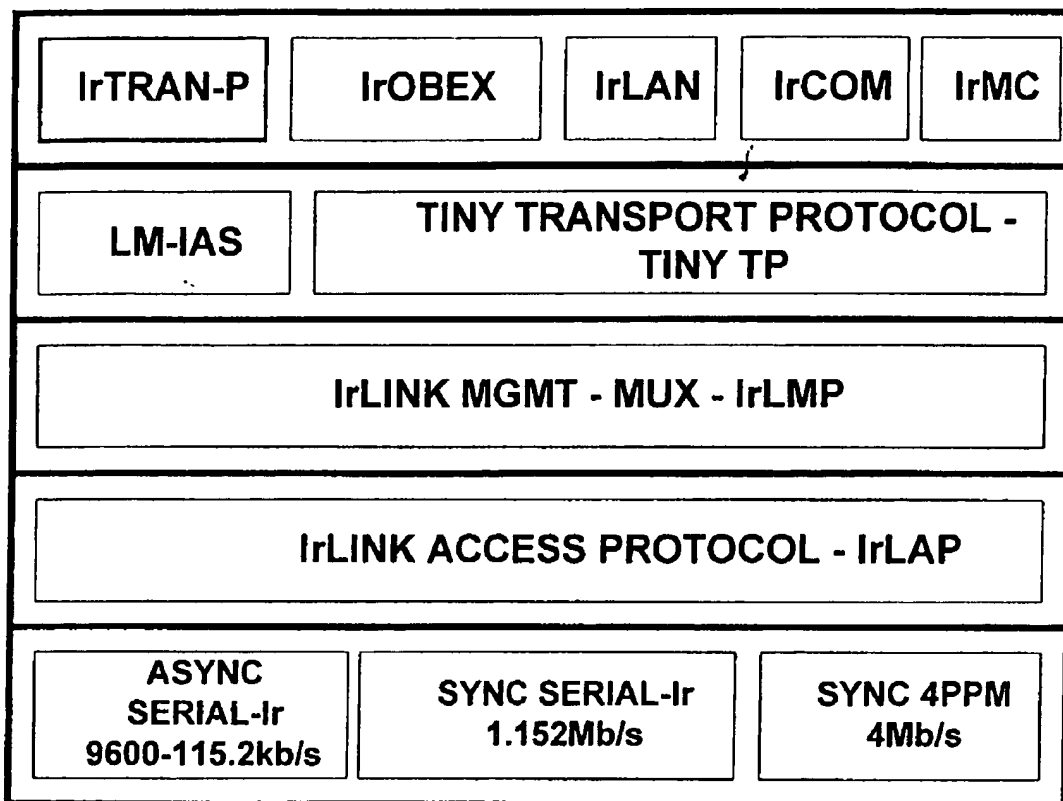 IrTRAN-P
IrOBEX
IrLAN
IrCOM
IrMC
LM-IAS
TINY TRANSPORT PROTOCOL -
TINY TP
IrLINK MGMT - MUX - IrLMP
IrLINK ACCESS PROTOCOL - IrLAP
ASYNC
SERIAL-Ir
9600-115.2kb/s
SYNC SERIAL-Ir
1.152Mb/s
SYNC 4PPM
4Mb/s